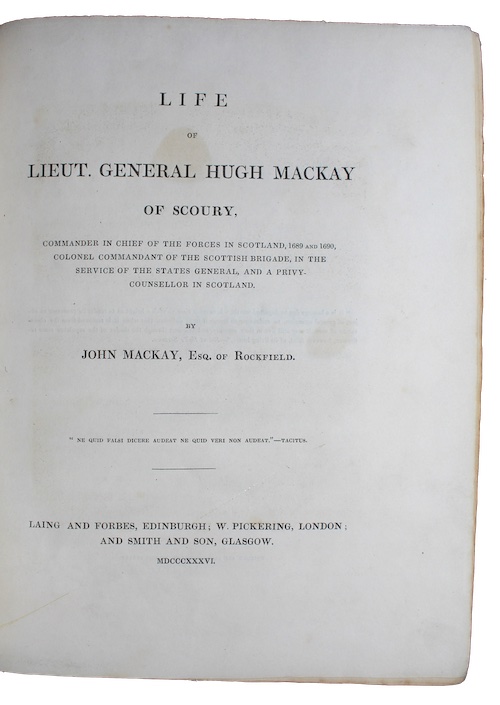 LIFE
OF
LIEUT. GENERAL HUGH MACKAY
OF SCOURY,
COMMANDER IN CHIEF OF THE FORCES IN SCOTLAND, 1689 AND 1690,
COLONEL COMMANDANT OF THE SCOTTISH BRIGADE, IN THE
SERVICE OF THE STATES GENERAL, AND A PRIVY-
COUNSELLOR IN SCOTLAND.
BY
JOHN MACKAY, Esq. of Rockfield.
“ NE QUID FALSI DICERE AUDEAT NE QUID VERI NON AUDEAT.”—TACITUS.
LAING AND FORBES, EDINBURGH; W. PICKERING, LONDON;
AND SMITH AND SON, GLASGOW.
MDCCCXXXVI.